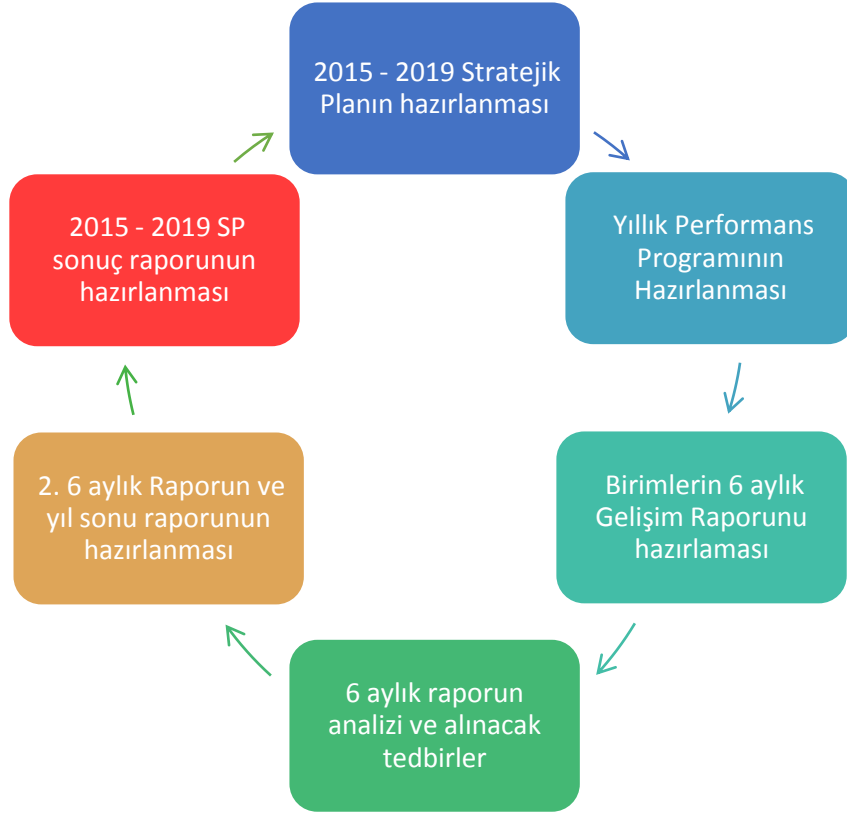 2015 - 2019 Stratejik
Planın hazırlanması
Yıllık Performans
Programının
Hazırlanması
Birimlerin 6 aylık
Gelişim Raporunu
hazırlaması
6 aylık raporun
analizi ve alınacak
tedbirler
2. 6 aylık Raporun ve
yıl sonu raporunun
hazırlanması
2015 - 2019 SP
sonuç raporunun
hazırlanması